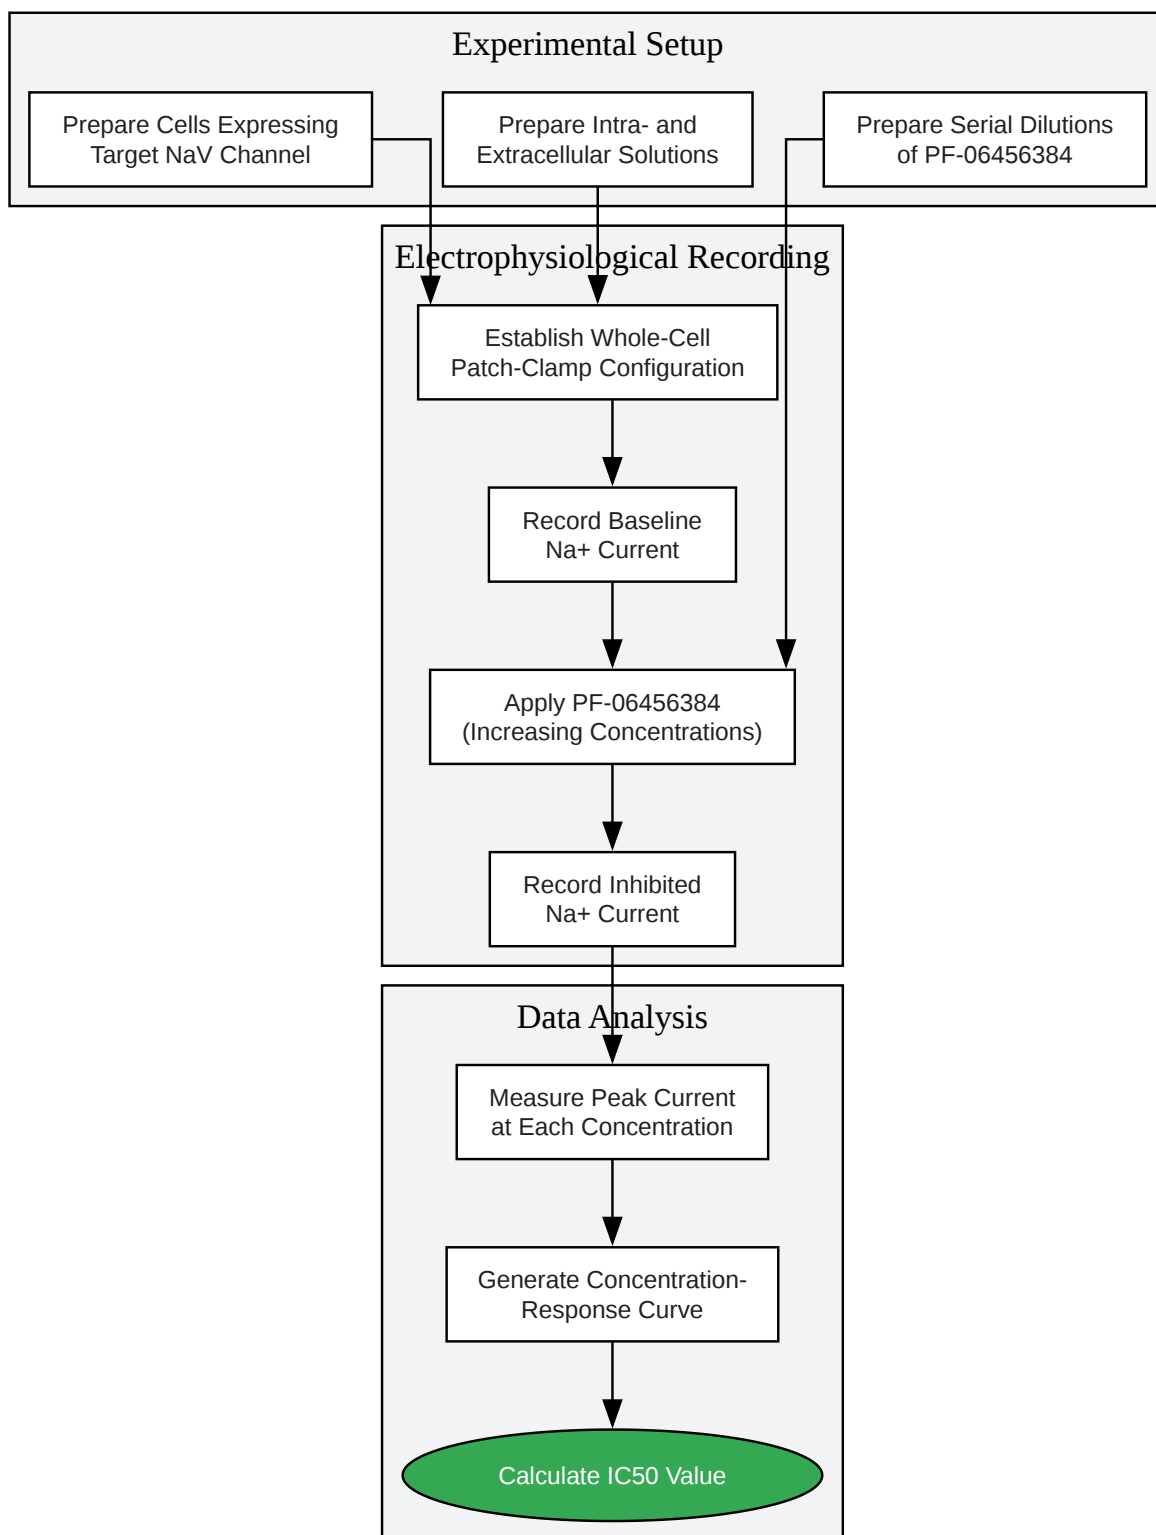 Experimental Setup
Prepare Cells Expressing
Target NaV Channel
Prepare Intra- and
Extracellular Solutions
Prepare Serial Dilutions
of PF-06456384
Electrophysiological Recording
Establish Whole-Cell
Patch-Clamp Configuration
Record Baseline
Na+ Current
Apply PF-06456384
(Increasing Concentrations)
Record Inhibited
Na+ Current
Data Analysis
Measure Peak Current
at Each Concentration
Generate Concentration-
Response Curve
Calculate IC50 Value